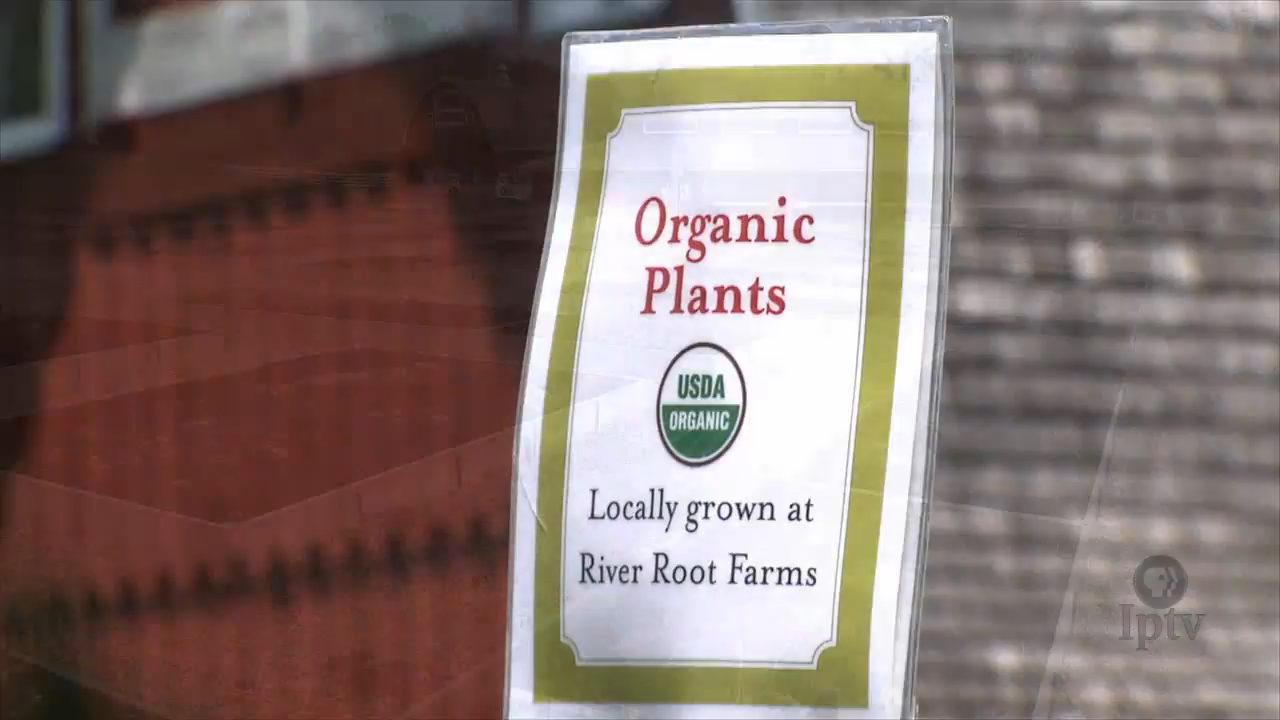 Organic
Plants
USDA
ORGANIC
Locally grown at
River Root Farms
Iptv